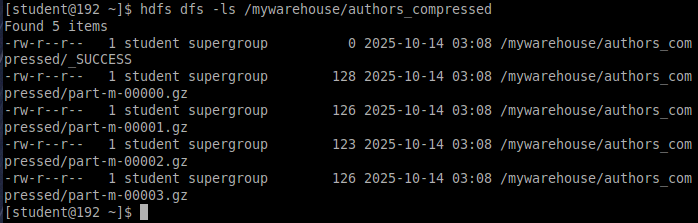 [student@192 ~]$ hdfs dfs -ls /mywarehouse/authors_compressed
Found 5 items
-rw-r--r--   1 student supergroup          0 2025-10-14 03:08 /mywarehouse/authors_com
pressed/_SUCCESS
-rw-r--r--   1 student supergroup        128 2025-10-14 03:08 /mywarehouse/authors_com
pressed/part-m-00000.gz
-rw-r--r--   1 student supergroup        126 2025-10-14 03:08 /mywarehouse/authors_com
pressed/part-m-00001.gz
-rw-r--r--   1 student supergroup        123 2025-10-14 03:08 /mywarehouse/authors_com
pressed/part-m-00002.gz
-rw-r--r--   1 student supergroup        126 2025-10-14 03:08 /mywarehouse/authors_com
pressed/part-m-00003.gz
[student@192 ~]$